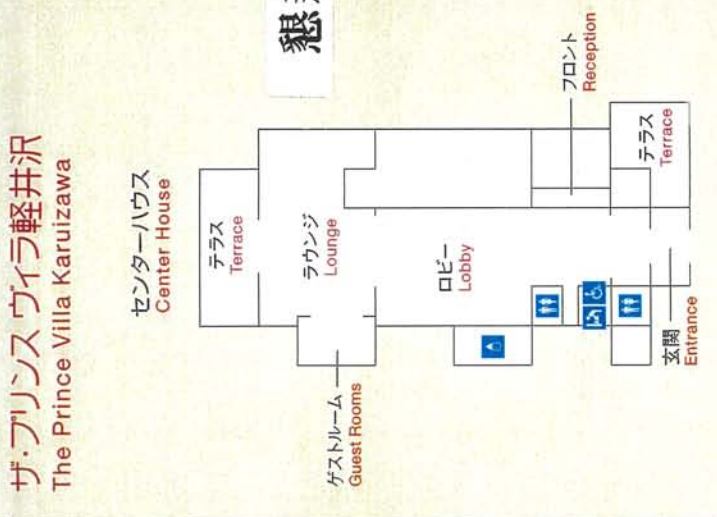 ザ・プリンス ヴィラ軽井沢
The Prince Villa Karuizawa
懇
センターハウス
Center House
テラス
Terrace
ラウンジ
Lounge
ゲストルーム
Guest Rooms
ロビー
Lobby
フロント
Reception
テラス
Terrace
玄関
Entrance